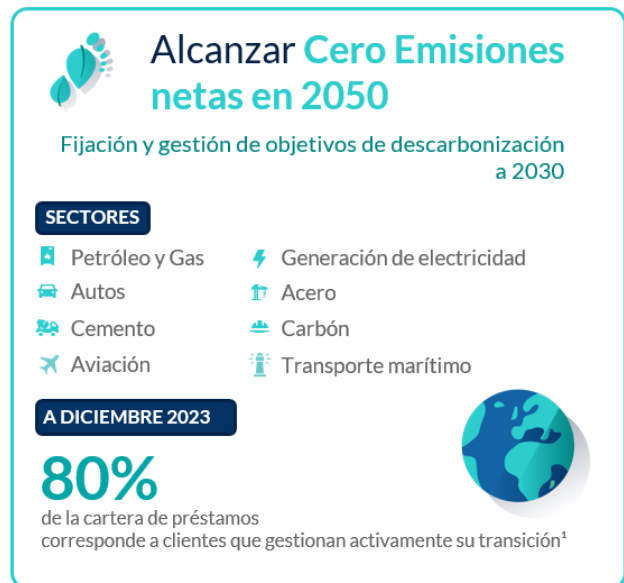 Alcanzar Cero Emisiones
netas en 2050
Fijación y gestión de objetivos de descarbonización
a 2030
SECTORES
Petróleo y Gas
Autos
Cemento
Aviación
Generación de electricidad
Acero
Carbón
Transporte marítimo
A DICIEMBRE 2023
80%
de la cartera de préstamos
corresponde a clientes que gestionan activamente su transición¹